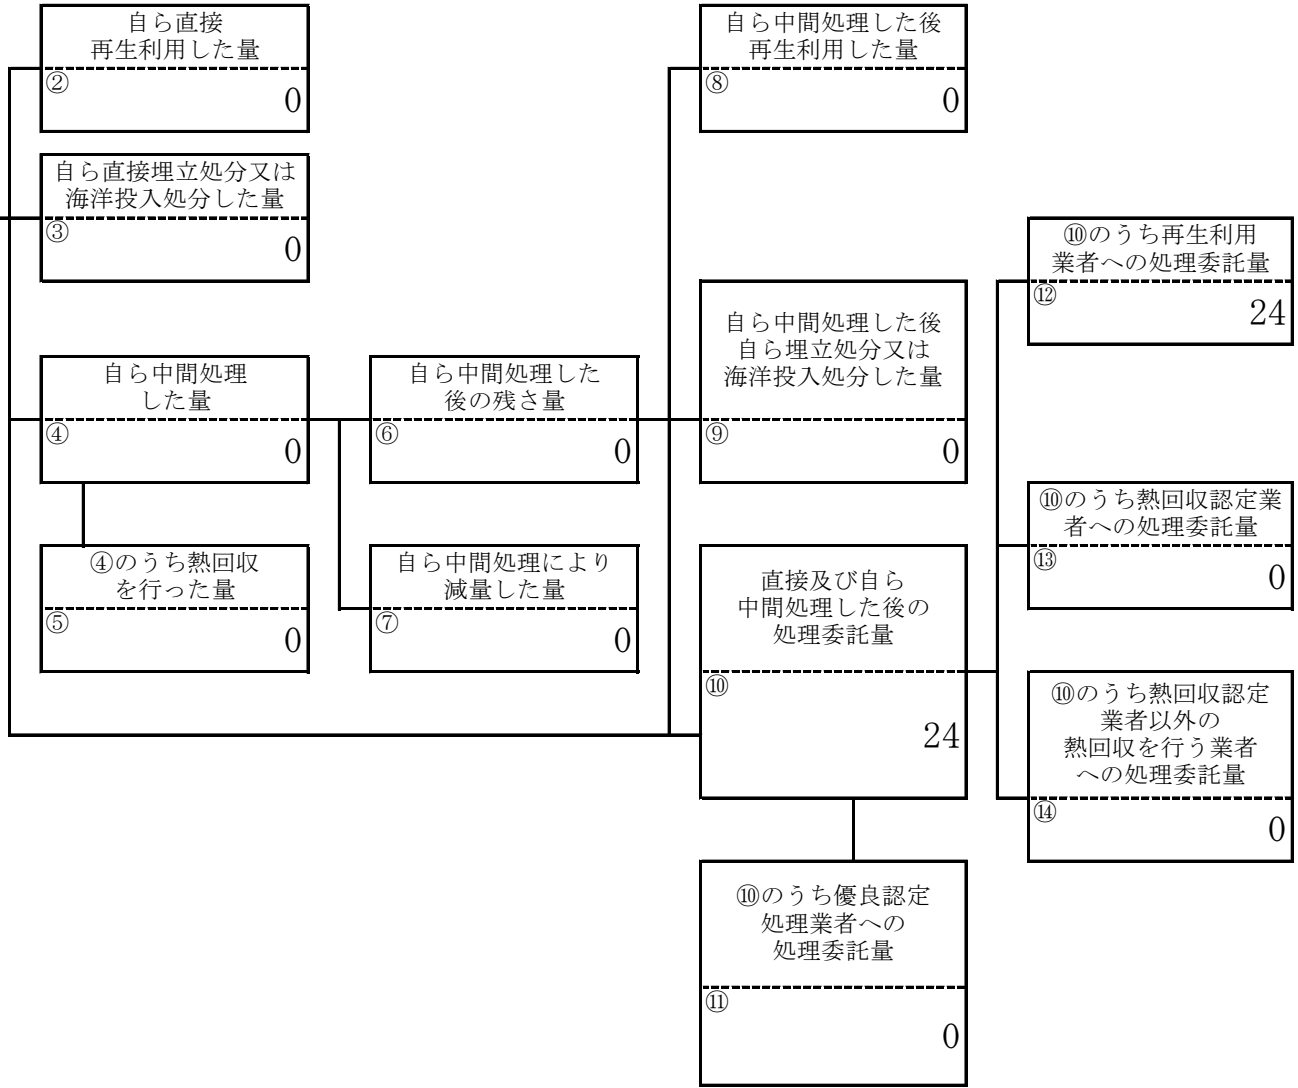 自ら直接
再生利用した量
②
0
自ら直接埋立処分又は
海洋投入処分した量
③
0
自ら中間処理
した量
④
0
④のうち熱回収
を行った量
⑤
0
自ら中間処理した
後の残さ量
⑥
0
自ら中間処理により
減量した量
⑦
0
自ら中間処理した後
再生利用した量
⑧
0
自ら中間処理した後
自ら埋立処分又は
海洋投入処分した量
⑨
0
直接及び自ら
中間処理した後の
処理委託量
⑩
24
⑩のうち優良認定
処理業者への
処理委託量
⑪
0
⑩のうち再生利用
業者への処理委託量
⑫
24
⑩のうち熱回収認定業
者への処理委託量
⑬
0
⑩のうち熱回収認定
業者以外の
熱回収を行う業者
への処理委託量
⑭
0